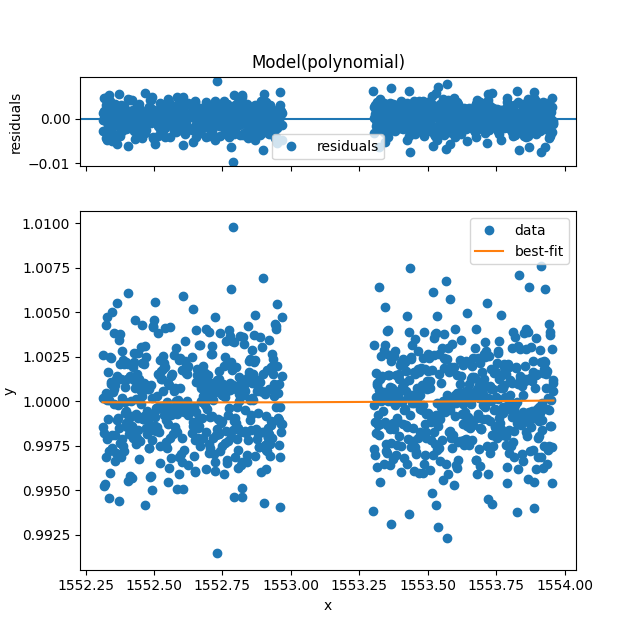 Model(polynomial)
residuals
0.00
−0.01
residuals
y
1.0100
1.0075
1.0050
1.0025
1.0000
0.9975
0.9950
0.9925
data
best-fit
1552.25 1552.50 1552.75 1553.00 1553.25 1553.50 1553.75 1554.00
x